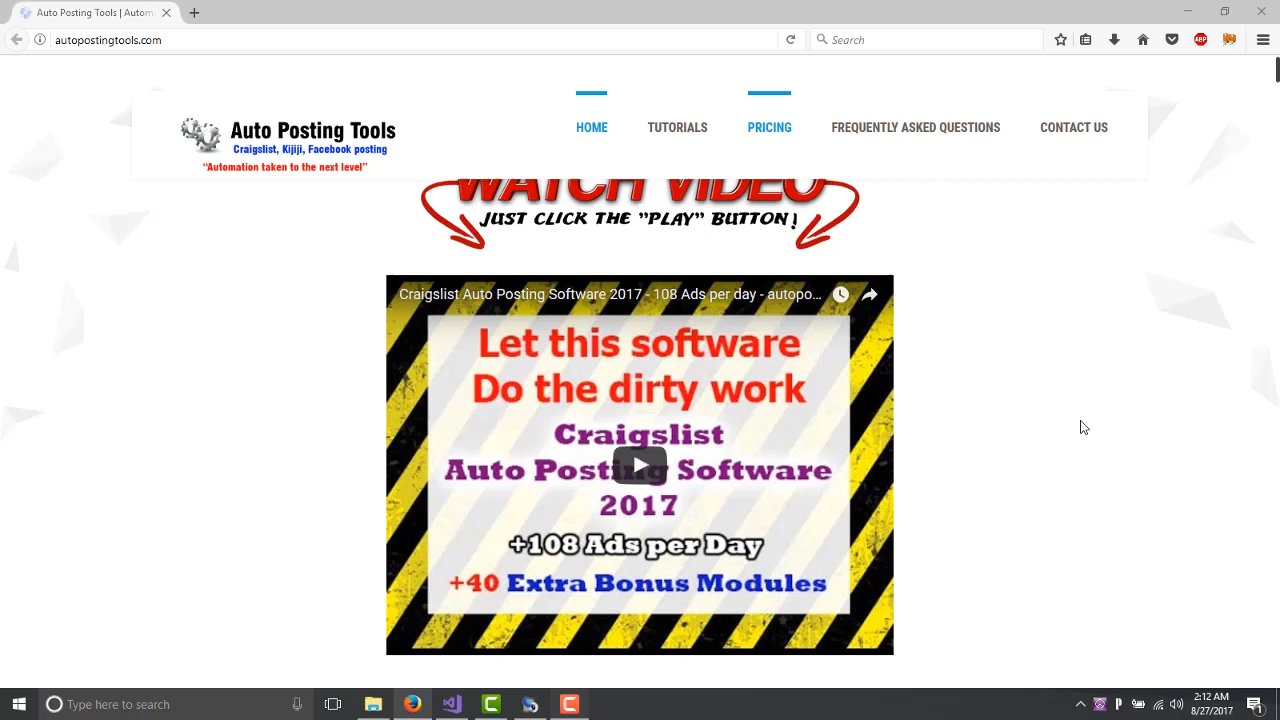 Auto Posting Tools | Autom
autopostingtools.com
Search
ABP
Auto Posting Tools
Craigslist, Kijiji, Facebook posting
“Automation taken to the next level”
HOME
TUTORIALS
PRICING
FREQUENTLY ASKED QUESTIONS
CONTACT US
WATCH VIDEO
JUST CLICK THE "PLAY" BUTTON!
Craigslist Auto Posting Software 2017 - 108 Ads per day - autopo...
Let this software
Do the dirty work
Craigslist
Auto Posting Software
2017
+108 Ads per Day
+40 Extra Bonus Modules
Type here to search
2:12 AM
8/27/2017